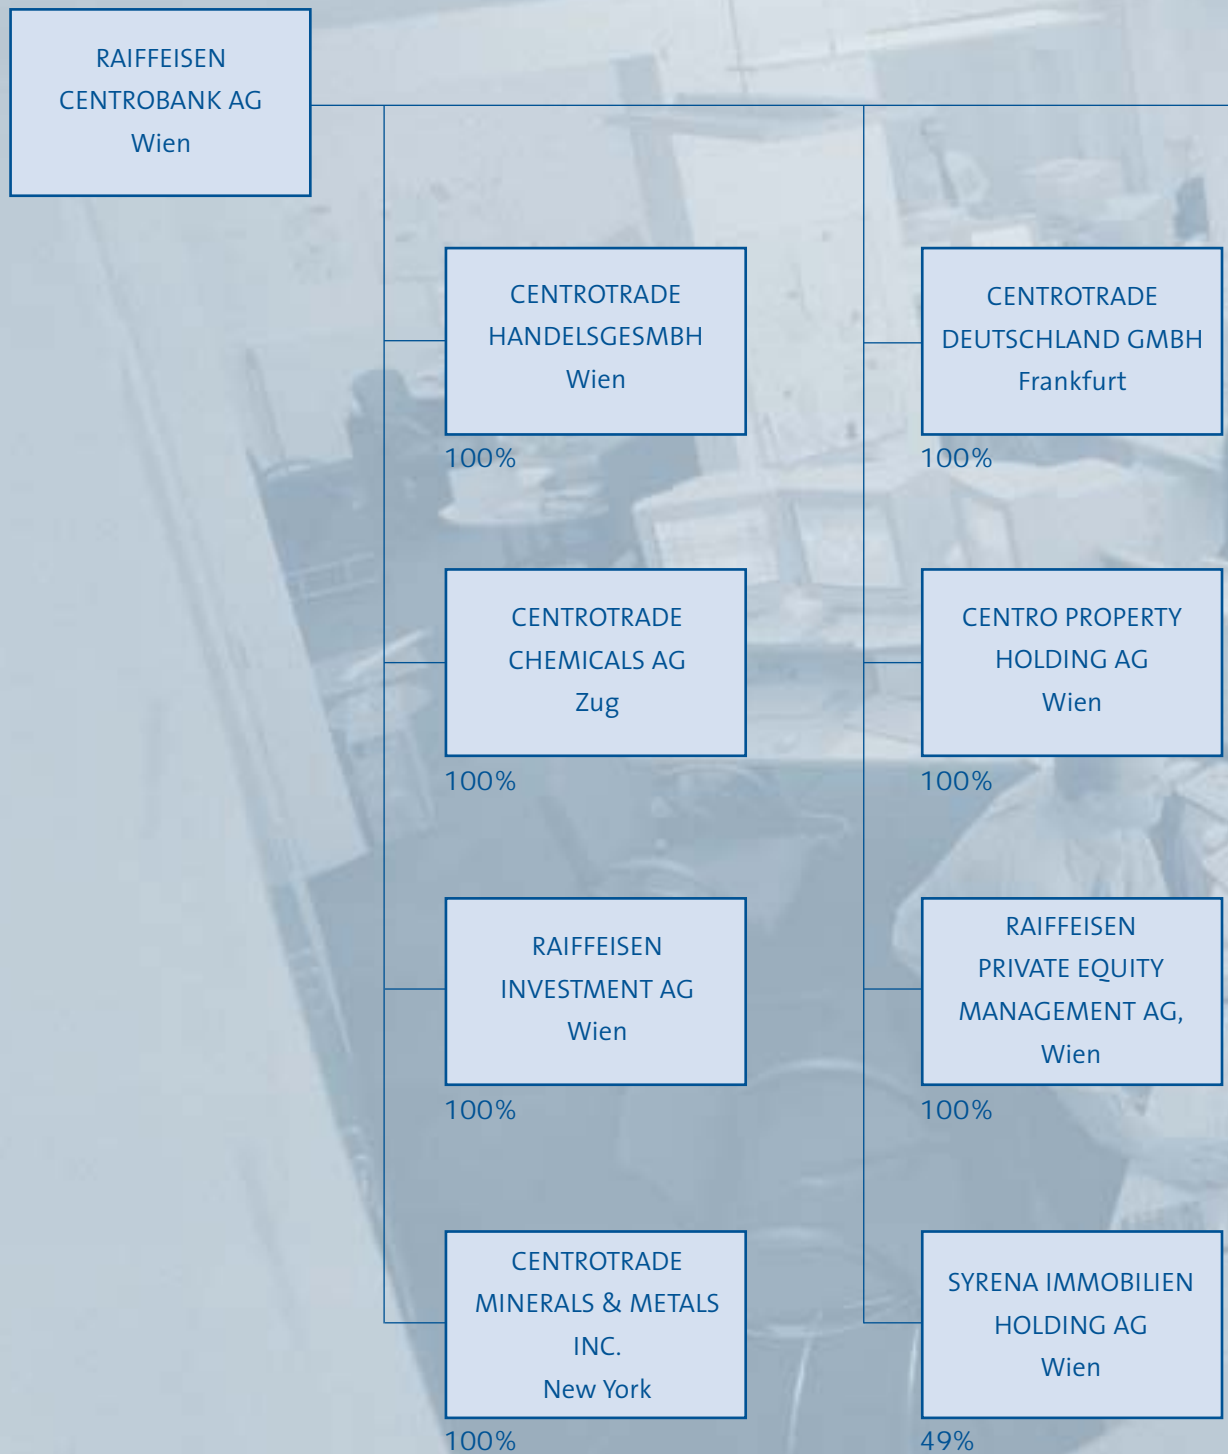 RAIFFEISEN
CENTROBANK AG
Wien
CENTROTRADE
HANDELSGESMBH
Wien
100%
CENTROTRADE
DEUTSCHLAND GMBH
Frankfurt
100%
CENTROTRADE
CHEMICALS AG
Zug
100%
CENTRO PROPERTY
HOLDING AG
Wien
100%
RAIFFEISEN
INVESTMENT AG
Wien
100%
RAIFFEISEN
PRIVATE EQUITY
MANAGEMENT AG,
Wien
100%
CENTROTRADE
MINERALS & METALS
INC.
New York
100%
SYRENA IMMOBILIEN
HOLDING AG
Wien
49%